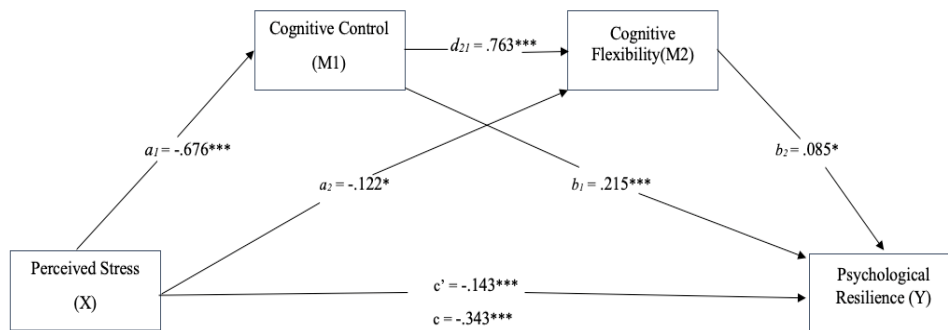 Cognitive Control
(M1)
d21 = .763***
Cognitive
Flexibility(M2)
a1 = -.676***
a2 = -.122*
b1 = .215***
b2 = .085*
Perceived Stress
(X)
c' = -.143***
c = -.343***
Psychological
Resilience (Y)